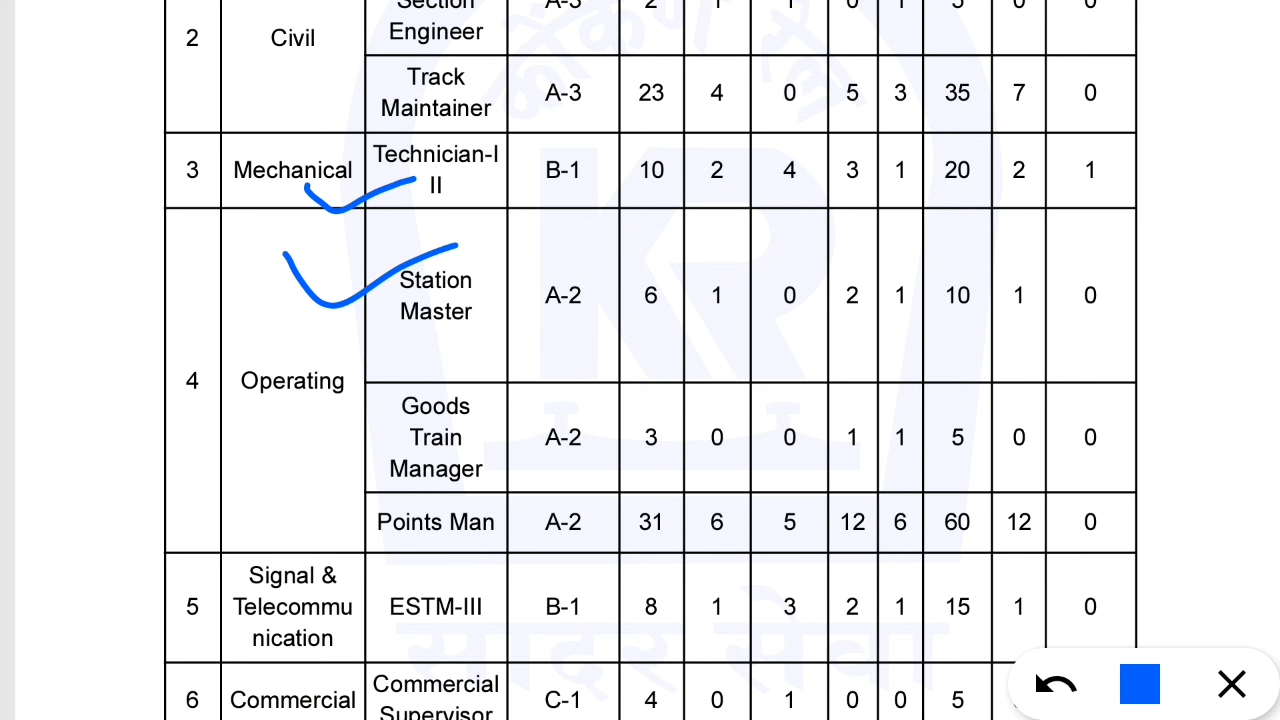 Section
Engineer
A-3 2 1 1 0 1 5 0 0
2 Civil
Track
Maintainer
A-3 23 4 0 5 3 35 7 0
3 Mechanical
Technician-I
II
B-1 10 2 4 3 1 20 2 1
Station
Master
A-2 6 1 0 2 1 10 1 0
4 Operating
Goods
Train
Manager
A-2 3 0 0 1 1 5 0 0
Points Man A-2 31 6 5 12 6 60 12 0
5
Signal &
Telecommu
nication
ESTM-III B-1 8 1 3 2 1 15 1 0
6 Commercial
Commercial
Supervisor
C-1 4 0 1 0 0 5
कोंकण रेल
KR
सादर सेवा